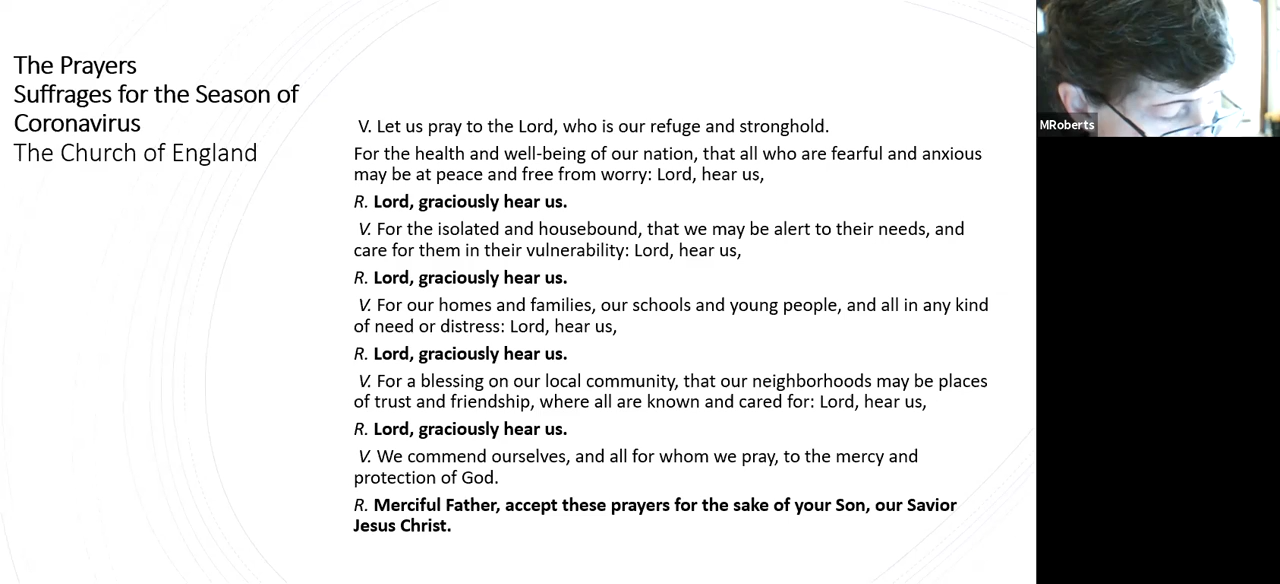 The Prayers
Suffrages for the Season of
Coronavirus
The Church of England
V. Let us pray to the Lord, who is our refuge and stronghold.
For the health and well-being of our nation, that all who are fearful and anxious
may be at peace and free from worry: Lord, hear us,
R. Lord, graciously hear us.
V. For the isolated and housebound, that we may be alert to their needs, and
care for them in their vulnerability: Lord, hear us,
R. Lord, graciously hear us.
V. For our homes and families, our schools and young people, and all in any kind
of need or distress: Lord, hear us,
R. Lord, graciously hear us.
V. For a blessing on our local community, that our neighborhoods may be places
of trust and friendship, where all are known and cared for: Lord, hear us,
R. Lord, graciously hear us.
V. We commend ourselves, and all for whom we pray, to the mercy and
protection of God.
R. Merciful Father, accept these prayers for the sake of your Son, our Savior
Jesus Christ.
MRoberts